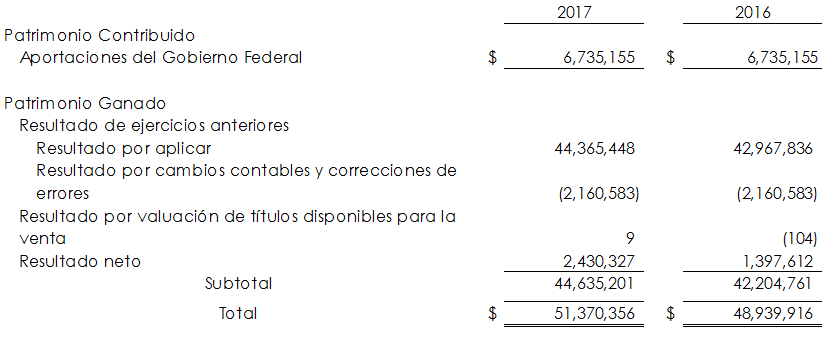 2017 2016
Patrimonio Contribuido
Aportaciones del Gobierno Federal $ 6,735,155 $ 6,735,155
Patrimonio Ganado
Resultado de ejercicios anteriores
Resultado por aplicar 44,365,448 42,967,836
Resultado por cambios contables y correcciones de
errores (2,160,583) (2,160,583)
Resultado por valuación de títulos disponibles para la
venta 9 (104)
Resultado neto 2,430,327 1,397,612
Subtotal 44,635,201 42,204,761
Total $ 51,370,356 $ 48,939,916